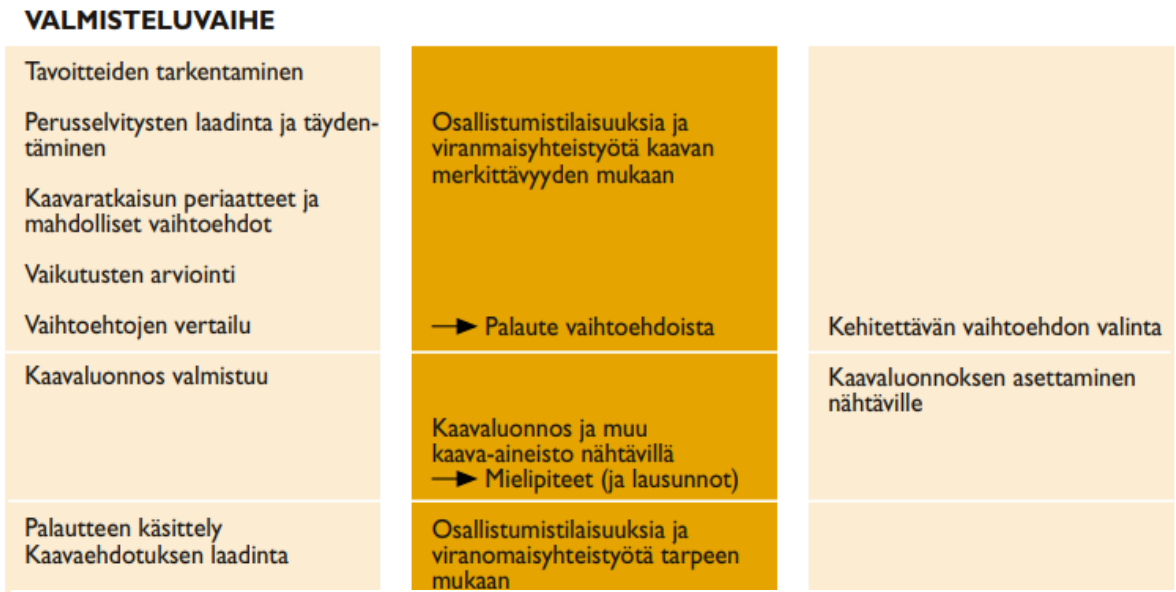 VALMISTELUVAIHE
Tavoitteiden tarkentaminen
Perusselvitysten laadinta ja täyden-
täminen
Kaavaratkaisun periaatteet ja
mahdolliset vaihtoehdot
Vaikutusten arviointi
Vaihtoehtojen vertailu
Osallistumistilaisuuksia ja
viranmaisyhteistyötä kaavan
merkittävyyden mukaan
→ Palaute vaihtoehdoista
Kehitettävän vaihtoehdon valinta
Kaavaluonnos valmistuu
Kaavaluonnos ja muu
kaava-aineisto nähtävillä
→ Mielipiteet (ja lausunnot)
Kaavaluonnoksen asettaminen
nähtäville
Palautteen käsittely
Kaavaehdotuksen laadinta
Osallistumistilaisuuksia ja
viranomaisyhteistyötä tarpeen
mukaan